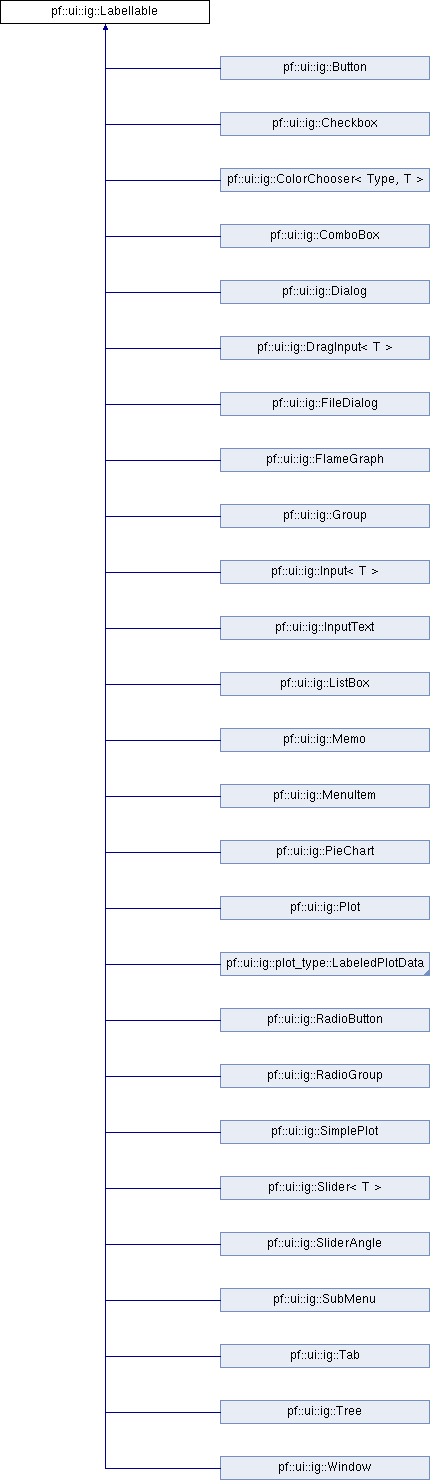 pf::ui::ig::Labellable
pf::ui::ig::Button
pf::ui::ig::Checkbox
pf::ui::ig::ColorChooser< Type, T >
pf::ui::ig::ComboBox
pf::ui::ig::Dialog
pf::ui::ig::DragInput< T >
pf::ui::ig::FileDialog
pf::ui::ig::FlameGraph
pf::ui::ig::Group
pf::ui::ig::Input< T >
pf::ui::ig::InputText
pf::ui::ig::ListBox
pf::ui::ig::Memo
pf::ui::ig::MenuItem
pf::ui::ig::PieChart
pf::ui::ig::Plot
pf::ui::ig::plot_type::LabeledPlotData
pf::ui::ig::RadioButton
pf::ui::ig::RadioGroup
pf::ui::ig::SimplePlot
pf::ui::ig::Slider< T >
pf::ui::ig::SliderAngle
pf::ui::ig::SubMenu
pf::ui::ig::Tab
pf::ui::ig::Tree
pf::ui::ig::Window